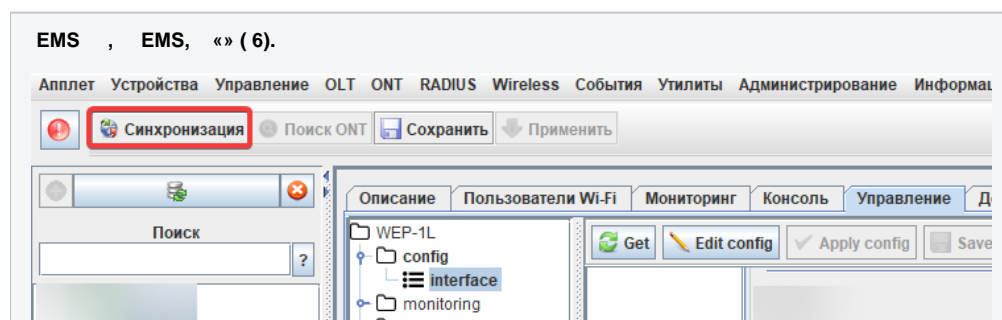 EMS , EMS, «» ( 6).
Апплет Устройства Управление OLT ONT RADIUS Wireless События Утилиты Администрирование Информац
Синхронизация Поиск ONT Сохранить Применить
Описание Пользователи Wi-Fi Мониторинг Консоль Управление Д
Поиск
?
WEP-1L
config
interface
monitoring
Get Edit config Apply config Save